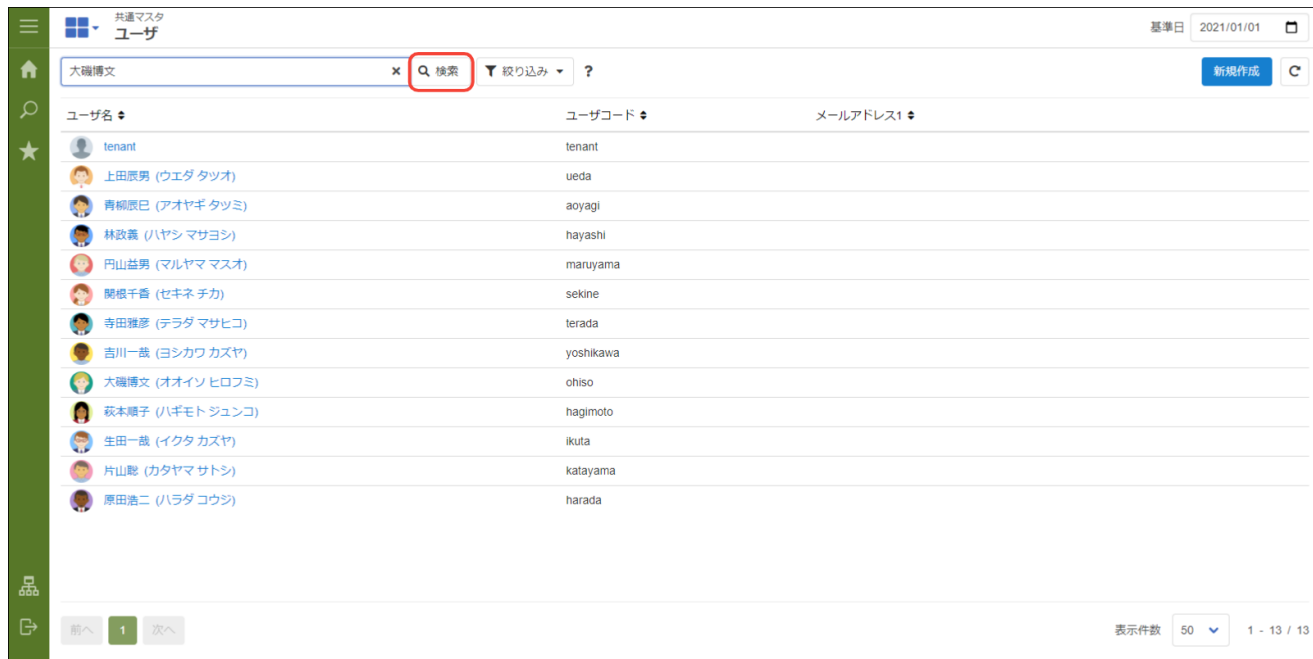 共通マスタ
ユーザ
基準日 2021/01/01
大磯博文 × 検索 絞り込み ?
新規作成
ユーザ名 ユーザコード メールアドレス1
tenant tenant
上田辰男 (ウエダ タツオ) ueda
青柳辰巳 (アオヤギ タツミ) aoyagi
林政義 (ハヤシ マサヨシ) hayashi
円山益男 (マルヤマ マスオ) maruyama
関根千香 (セキネ チカ) sekine
寺田雅彦 (テラダ マサヒコ) terada
吉川一哉 (ヨシカワ カズヤ) yoshikawa
大磯博文 (オオイソ ヒロフミ) ohiso
萩本順子 (ハギモト ジュンコ) hagimoto
生田一哉 (イクタ カズヤ) ikuta
片山聡 (カタヤマ サトシ) katayama
原田浩二 (ハラダ コウジ) harada
前へ 1 次へ
表示件数 50 1 - 13 / 13